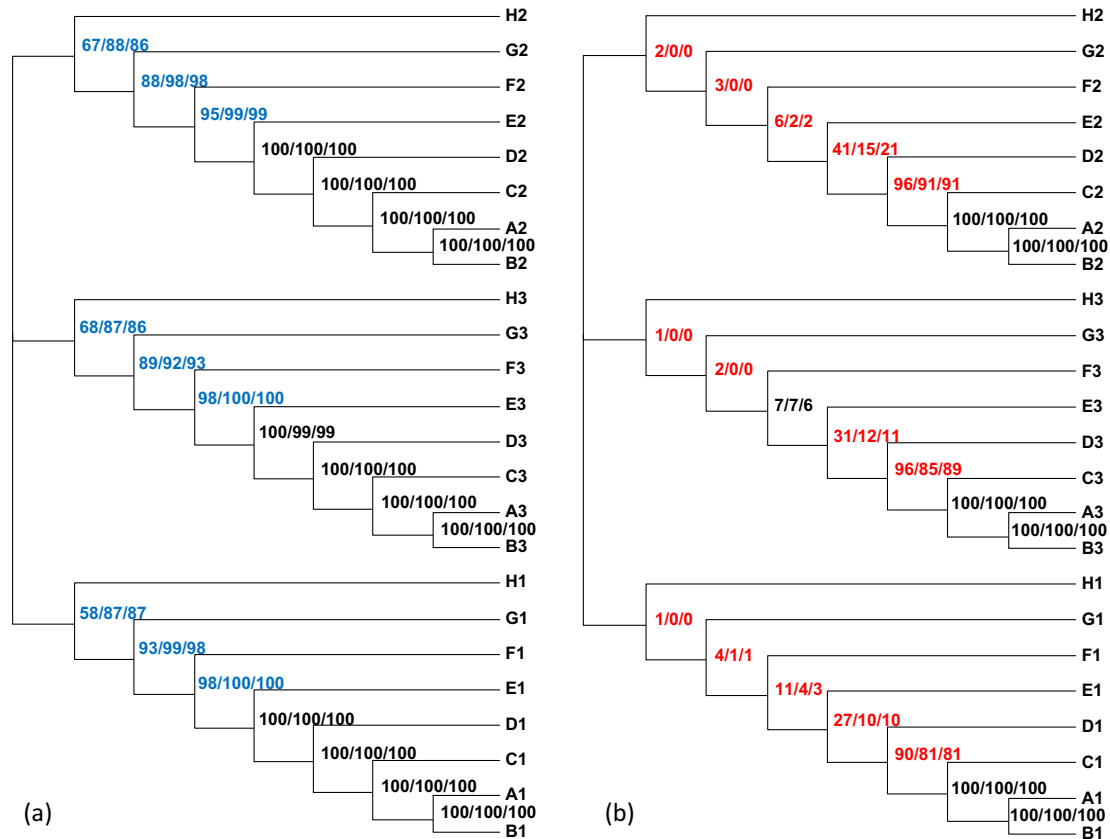 H2
67/88/86
G2
88/98/98
F2
95/99/99
E2
100/100/100
D2
100/100/100
C2
100/100/100
A2
100/100/100
B2
H3
68/87/86
G3
89/92/93
F3
98/100/100
E3
100/99/99
D3
100/100/100
C3
100/100/100
A3
100/100/100
B3
H1
58/87/87
G1
93/99/98
F1
98/100/100
E1
100/100/100
D1
100/100/100
C1
100/100/100
A1
100/100/100
B1
(a)
H2
2/0/0
G2
3/0/0
F2
6/2/2
E2
41/15/21
D2
96/91/91
C2
100/100/100
A2
100/100/100
B2
H3
1/0/0
G3
2/0/0
F3
7/7/6
E3
31/12/11
D3
96/85/89
C3
100/100/100
A3
100/100/100
B3
H1
1/0/0
G1
4/1/1
F1
11/4/3
E1
27/10/10
D1
90/81/81
C1
100/100/100
A1
100/100/100
B1
(b)